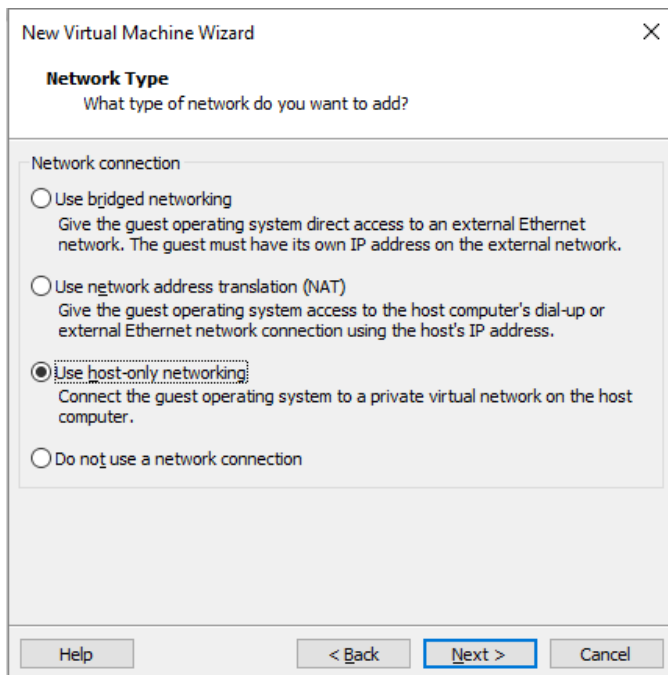 New Virtual Machine Wizard
Network Type
What type of network do you want to add?
Network connection
Use bridged networking
Give the guest operating system direct access to an external Ethernet
network. The guest must have its own IP address on the external network.
Use network address translation (NAT)
Give the guest operating system access to the host computer's dial-up or
external Ethernet network connection using the host's IP address.
Use host-only networking
Connect the guest operating system to a private virtual network on the host
computer.
Do not use a network connection
Help
< Back
Next >
Cancel